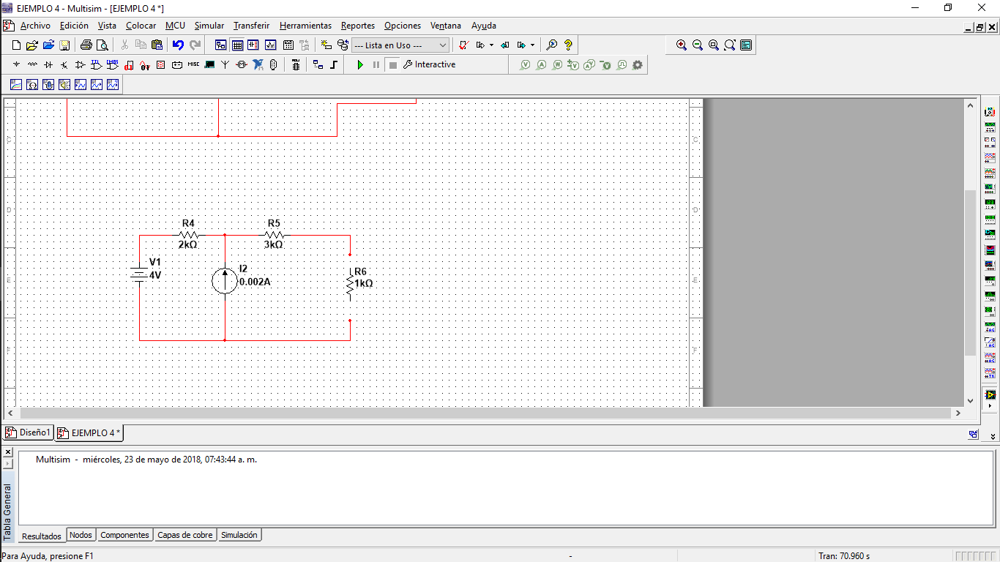 EJEMPLO 4 - Multisim - [EJEMPLO 4 *]
Archivo Edición Vista Colocar MCU Simular Transferir Herramientas Reportes Opciones Ventana Ayuda
--- Lista en Uso ---
MISC Interactive
C C
D D
R4 R5
2kΩ 3kΩ
V1
4V
I2
0.002A
R6
1kΩ
E E
F F
Diseño1 EJEMPLO 4 *
Multisim - miércoles, 23 de mayo de 2018, 07:43:44 a. m.
Tabla General
Resultados Nodos Componentes Capas de cobre Simulación
Para Ayuda, presione F1 - Tran: 70.960 s